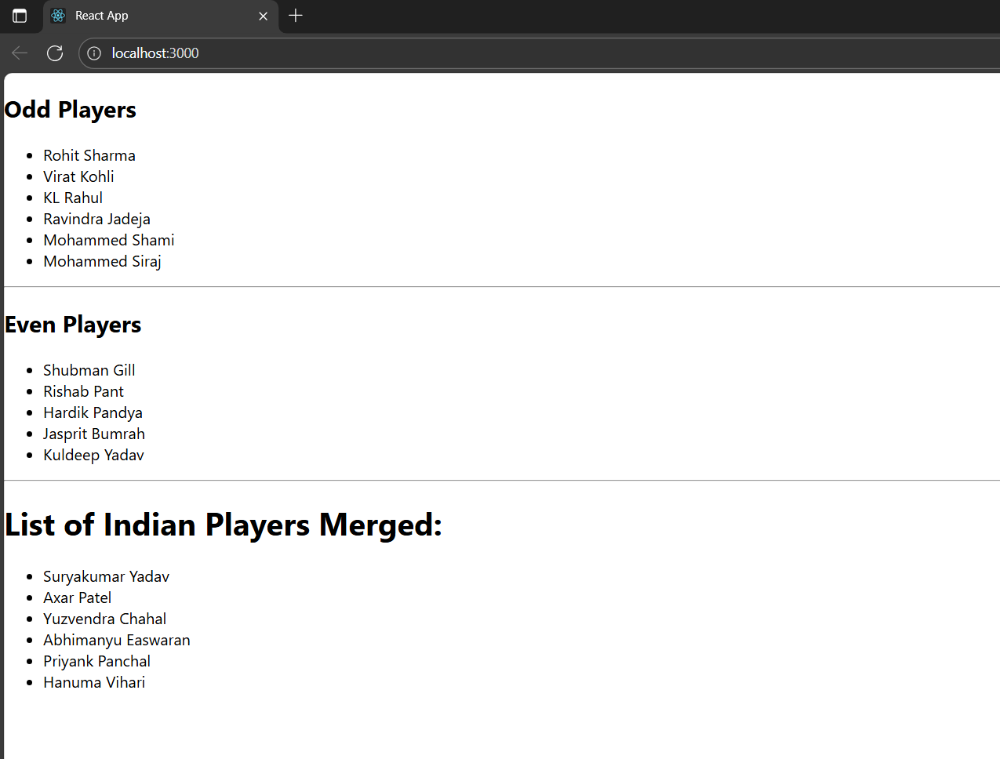 React App
localhost:3000
Odd Players
Rohit Sharma
Virat Kohli
KL Rahul
Ravindra Jadeja
Mohammed Shami
Mohammed Siraj
Even Players
Shubman Gill
Rishab Pant
Hardik Pandya
Jasprit Bumrah
Kuldeep Yadav
List of Indian Players Merged:
Suryakumar Yadav
Axar Patel
Yuzvendra Chahal
Abhimanyu Easwaran
Priyank Panchal
Hanuma Vihari